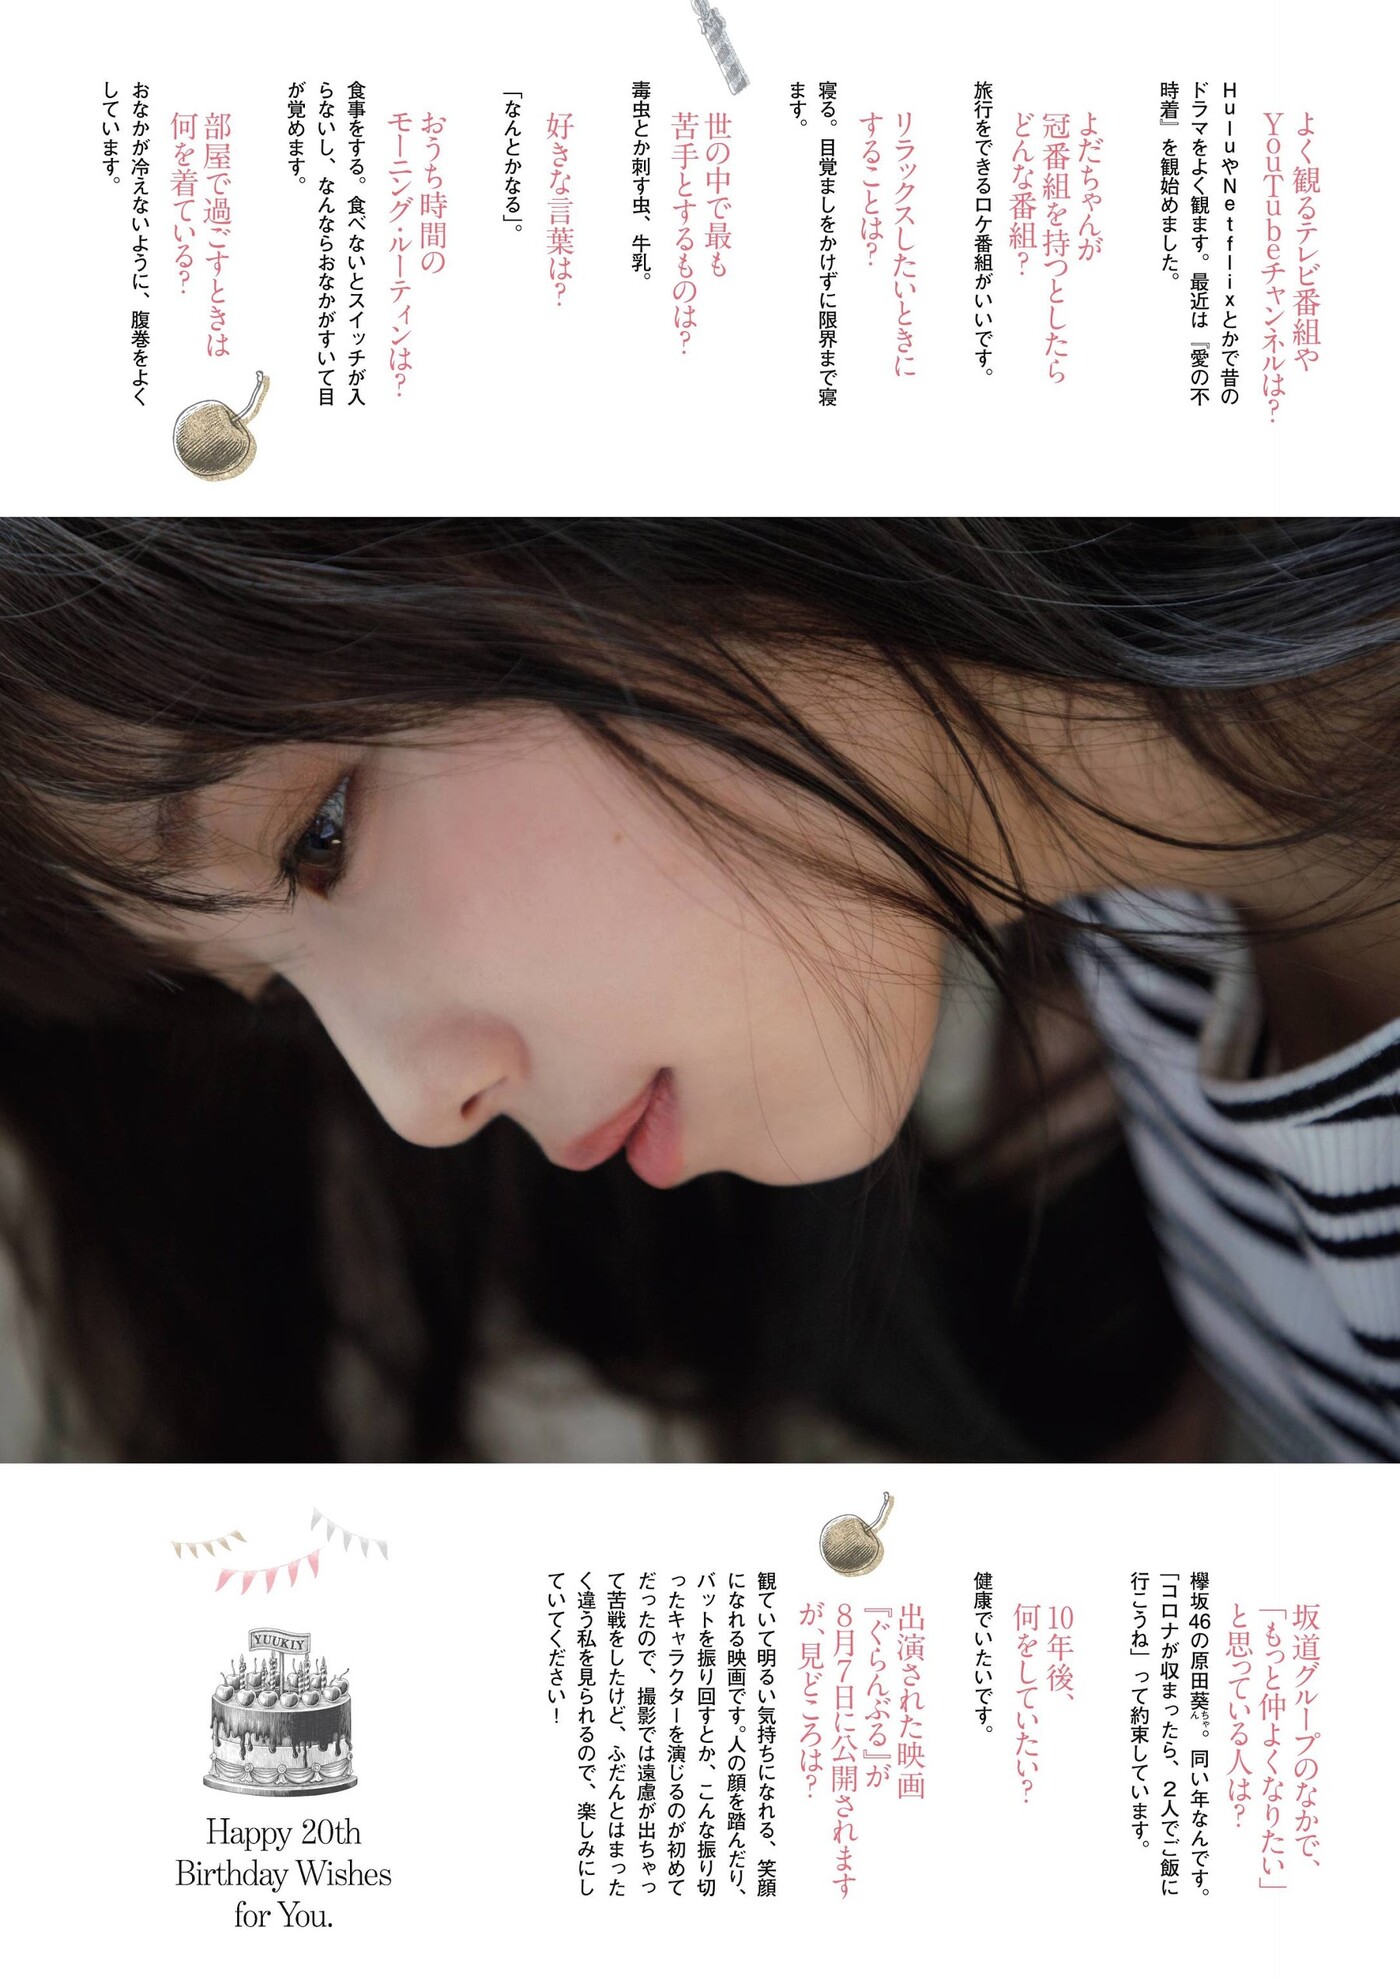 よく観るテレビ番組や
YouTubeチャンネルは？
HuluやNetflixとかで昔の
ドラマをよく観ます。最近は『愛の不
時着』を観始めました。
よだちゃんが
冠番組を持つとしたら
どんな番組？
旅行をできるロケ番組がいいです。
リラックスしたいときに
することは？
寝る。目覚ましをかけずに限界まで寝
ます。
世の中で最も
苦手とするものは？
毒虫とか刺す虫、牛乳。
好きな言葉は？
「なんとかなる」。
おうち時間の
モーニング・ルーティンは？
食事をする。食べないとスイッチが入
らないし、なんならおなかがすいて目
が覚めます。
部屋で過ごすときは
何を着ている？
おなかが冷えないように、腹巻をよく
しています。
坂道グループのなかで、
「もっと仲よくなりたい」
と思っている人は？
欅坂46の原田葵ちゃん。同い年なんです。
「コロナが収まったら、2人でご飯に
行こうね」って約束しています。
10年後、
何をしていたい？
健康でいたいです。
出演された映画
『ぐらんぶる』が
8月7日に公開されます
が、見どころは？
観ていて明るい気持ちになれる、笑顔
になれる映画です。人の顔を踏んだり、
バットを振り回すとか、こんな振り切
ったキャラクターを演じるのが初めて
だったので、撮影では遠慮が出ちゃっ
て苦戦をしたけど、ふだんとはまった
く違う私を見られるので、楽しみにし
ていてください！
YUUKIY
Happy 20th
Birthday Wishes
for You.